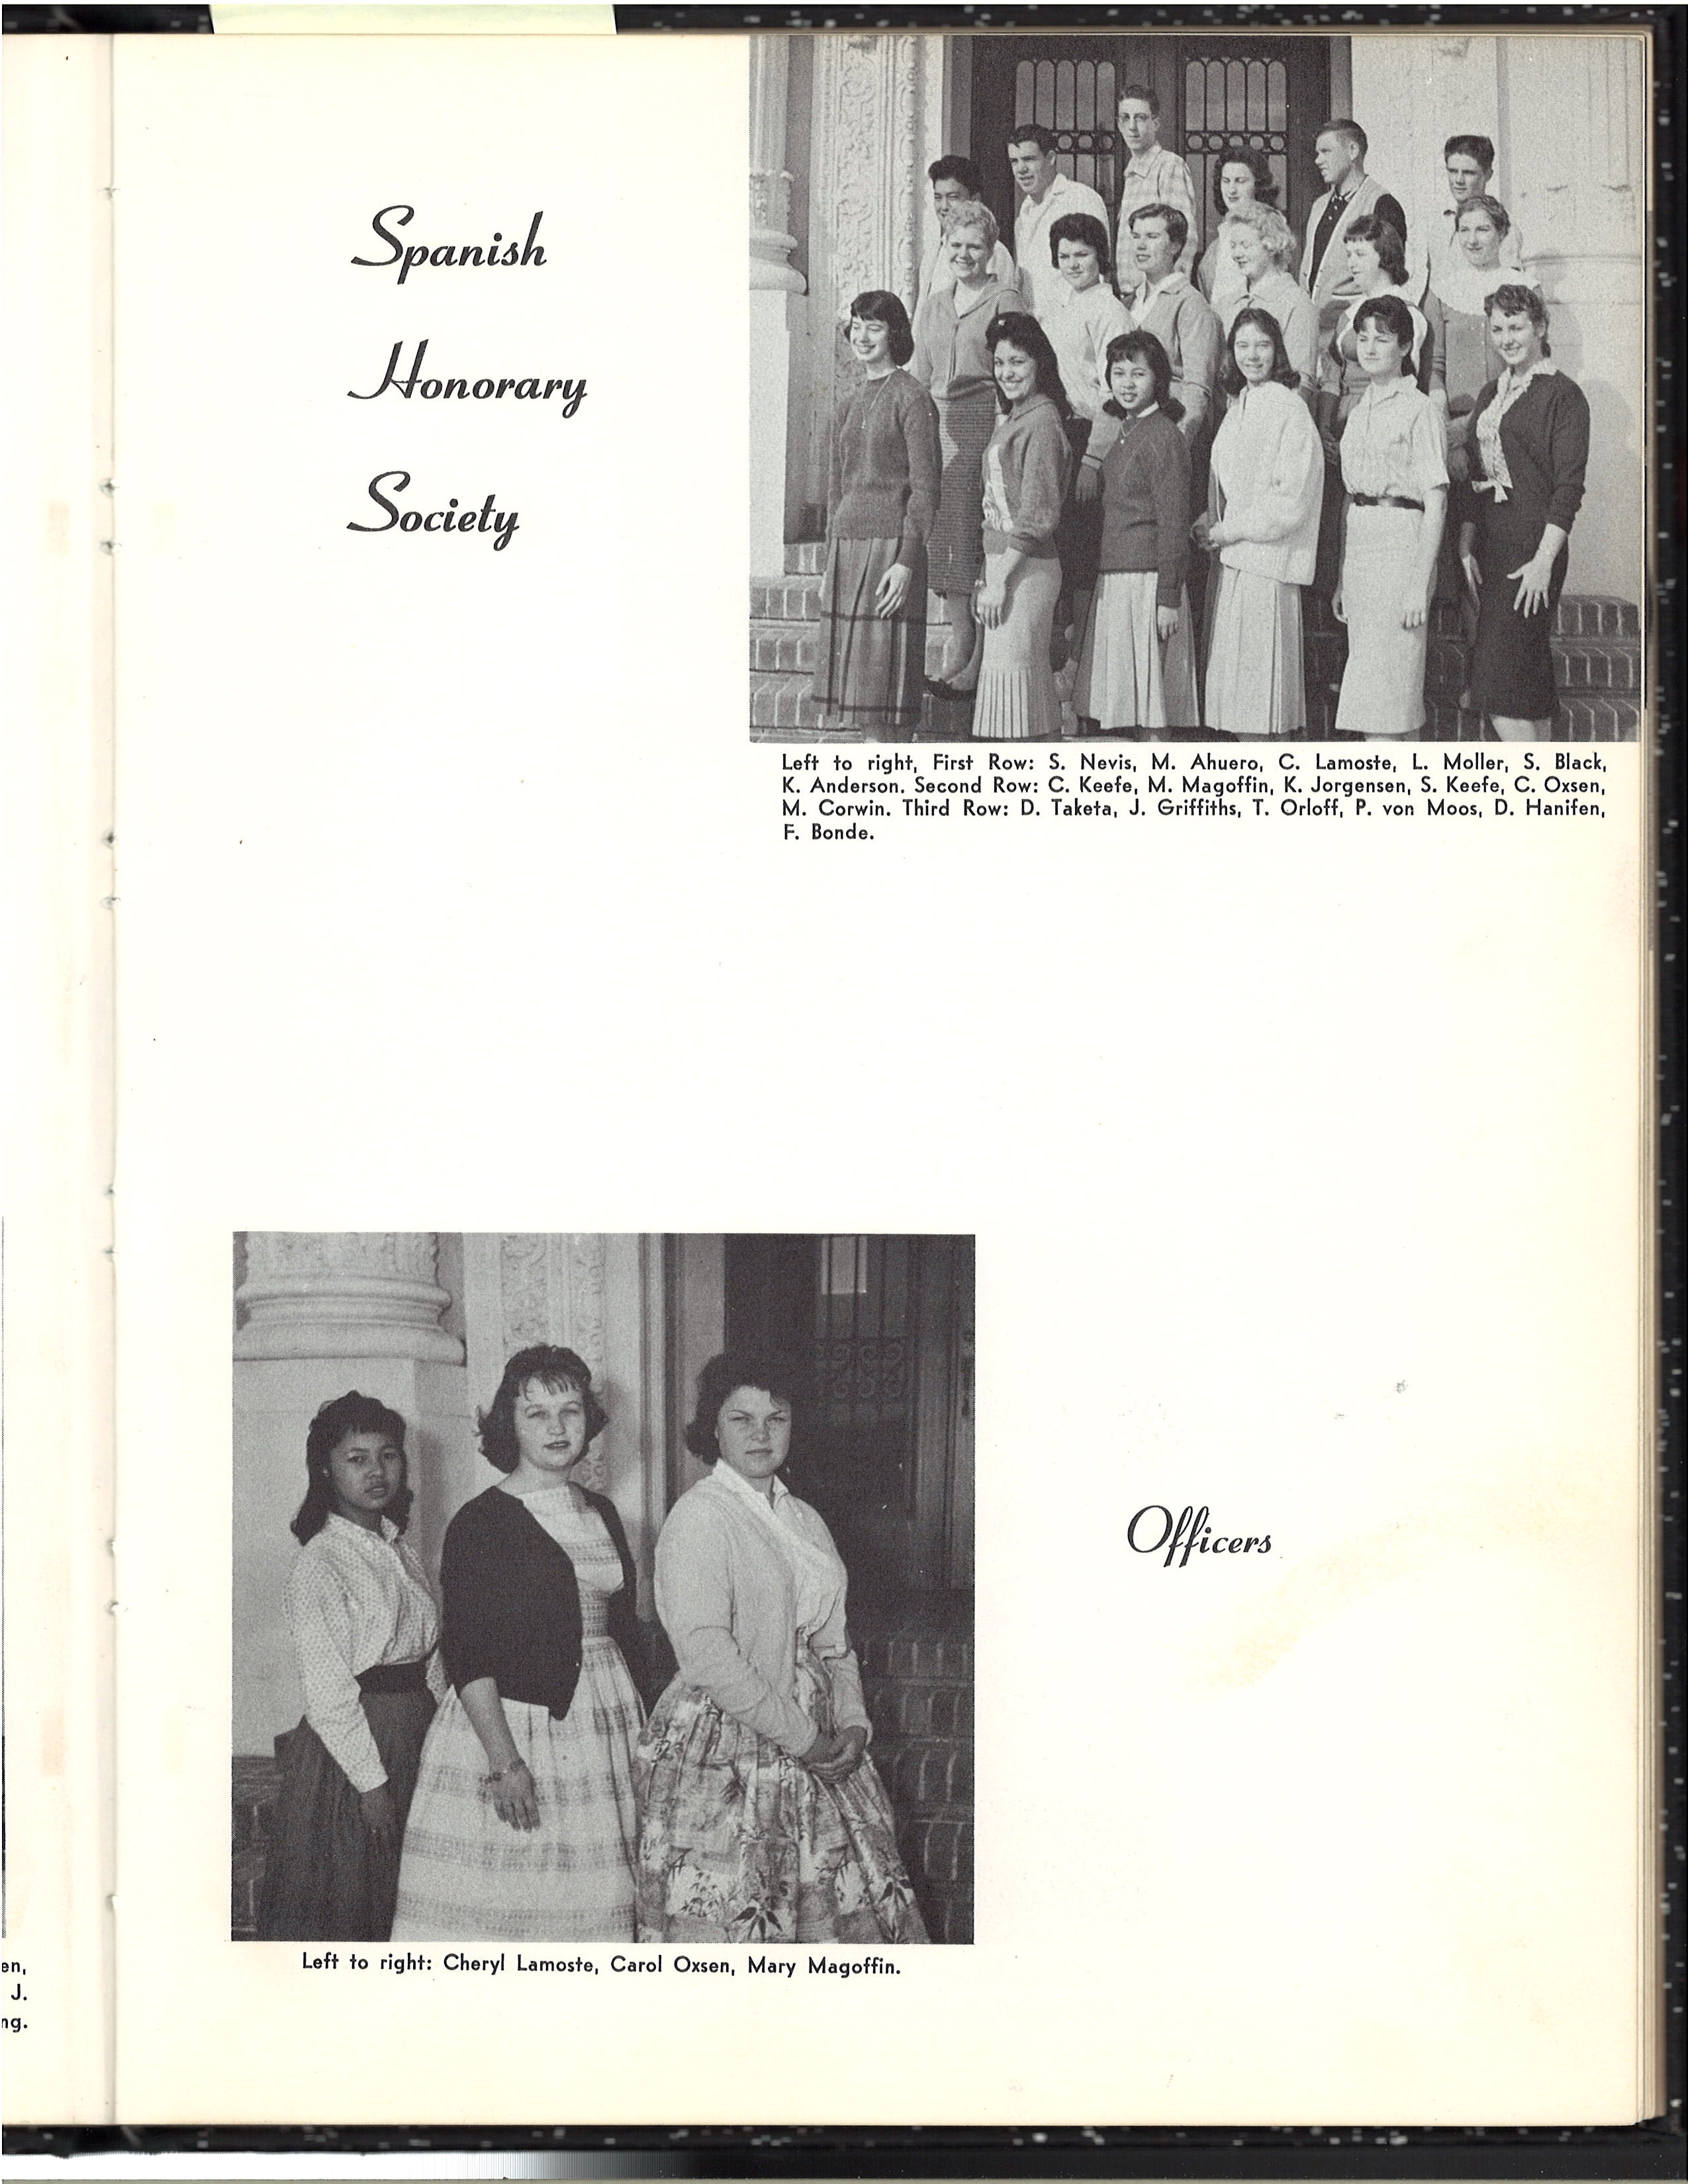 Spanish
Honorary
Society
Left to right, First Row: S. Nevis, M. Ahuero, C. Lamoste, L. Moller, S. Black,
K. Anderson. Second Row: C. Keefe, M. Magoffin, K. Jorgensen, S. Keefe, C. Oxsen,
M. Corwin. Third Row: D. Taketa, J. Griffiths, T. Orloff, P. von Moos, D. Hanifen,
F. Bonde.
Officers
Left to right: Cheryl Lamoste, Carol Oxsen, Mary Magoffin.
en,
J.
ng.